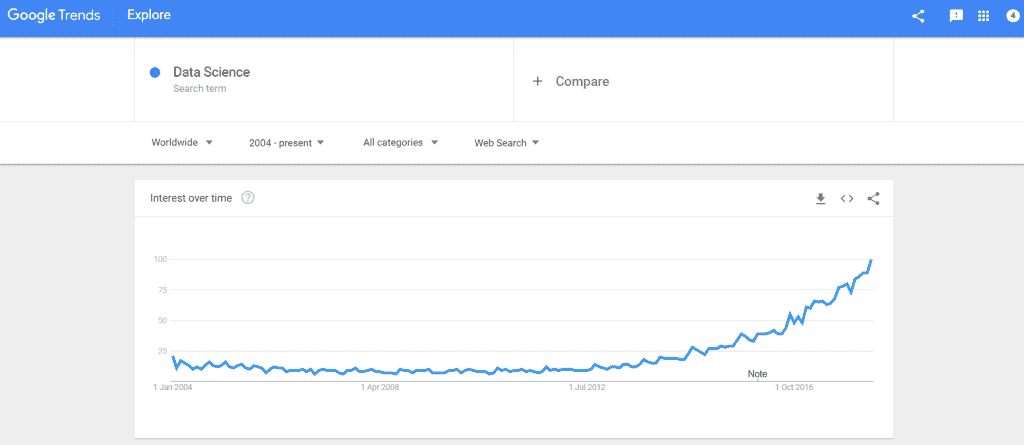 Google Trends Explore 4
Data Science
Search term
+ Compare
Worldwide 2004 - present All categories Web Search
Interest over time ?
100
75
50
25
Note
1 Jan 2004 1 Apr 2008 1 Jul 2012 1 Oct 2016